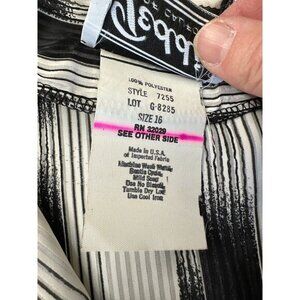 100% POLYESTER
STYLE 7255
LOT G-8285
SIZE 16
RN 32029
SEE OTHER SIDE
Made in U.S.A.
of Imported Fabric
Machine Wash Warm
Gentle Cycle
Mild Soap
Use No Bleach
Tumble Dry Low
Use Cool Iron